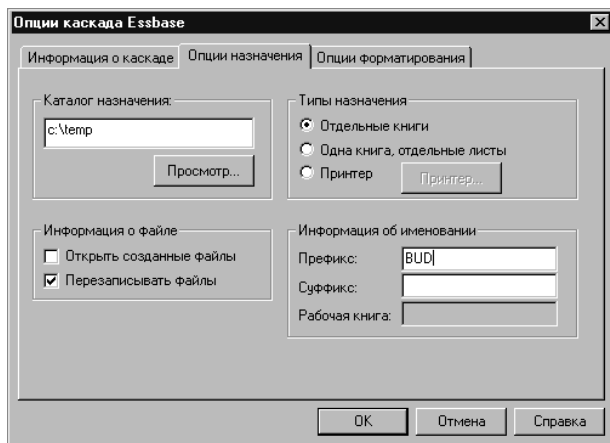 Опции каскада Essbase
Информация о каскаде
Опции назначения
Опции форматирования
Каталог назначения:
c:\temp
Просмотр...
Типы назначения
Отдельные книги
Одна книга, отдельные листы
Принтер
Принтер...
Информация о файле
Открыть созданные файлы
Перезаписывать файлы
Информация об именовании
Префикс:
BUD
Суффикс:
Рабочая книга:
OK
Отмена
Справка